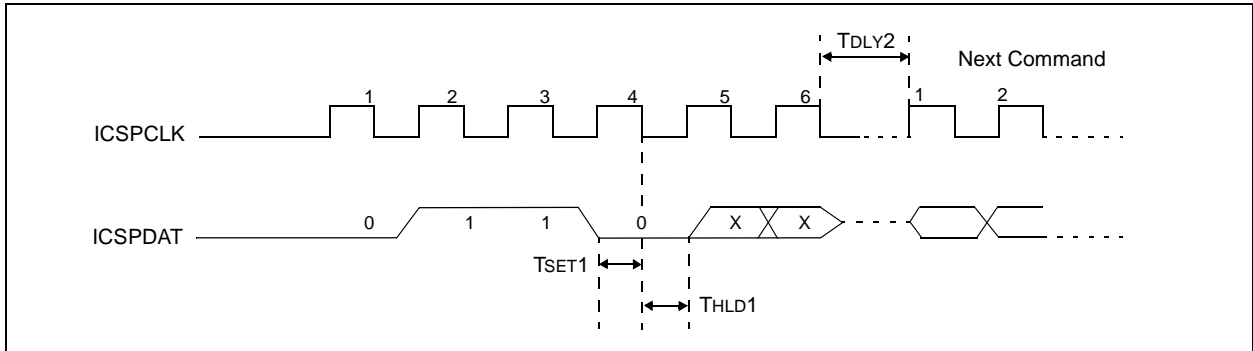 TDLY2
Next Command
1 2 3 4 5 6 1 2
ICSPCLK
0 1 1 0 X X
ICSPDAT
TSET1
THLD1